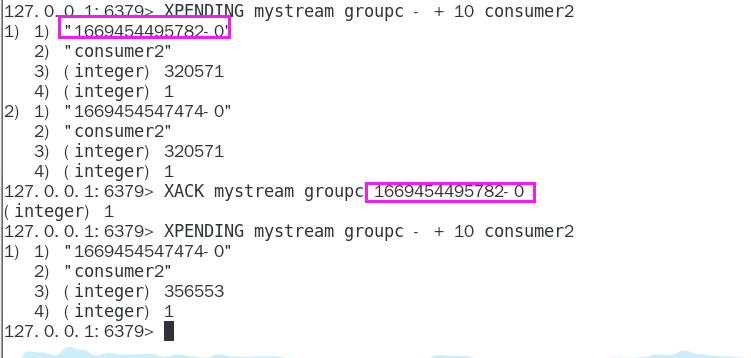 127.0.0.1:6379> XPENDING mystream groupc - + 10 consumer2
1) 1) "1669454495782-0"
2) "consumer2"
3) (integer) 320571
4) (integer) 1
2) 1) "1669454547474-0"
2) "consumer2"
3) (integer) 320571
4) (integer) 1
127.0.0.1:6379> XACK mystream groupc 1669454495782-0
(integer) 1
127.0.0.1:6379> XPENDING mystream groupc - + 10 consumer2
1) 1) "1669454547474-0"
2) "consumer2"
3) (integer) 356553
4) (integer) 1
127.0.0.1:6379>